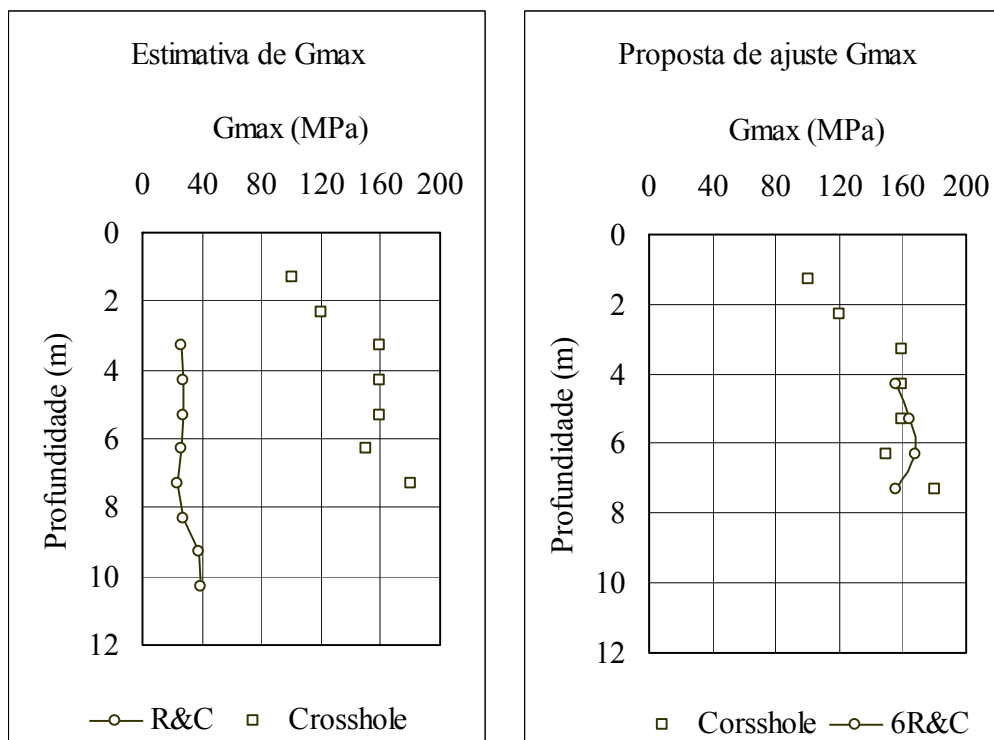 Estimativa de Gmax
Gmax (MPa)
0 40 80 120 160 200
0
2
4
6
8
10
12
Profundidade (m)
R&C Crosshole
Proposta de ajuste Gmax
Gmax (MPa)
0 40 80 120 160 200
0
2
4
6
8
10
12
Profundidade (m)
Corsshole 6R&C